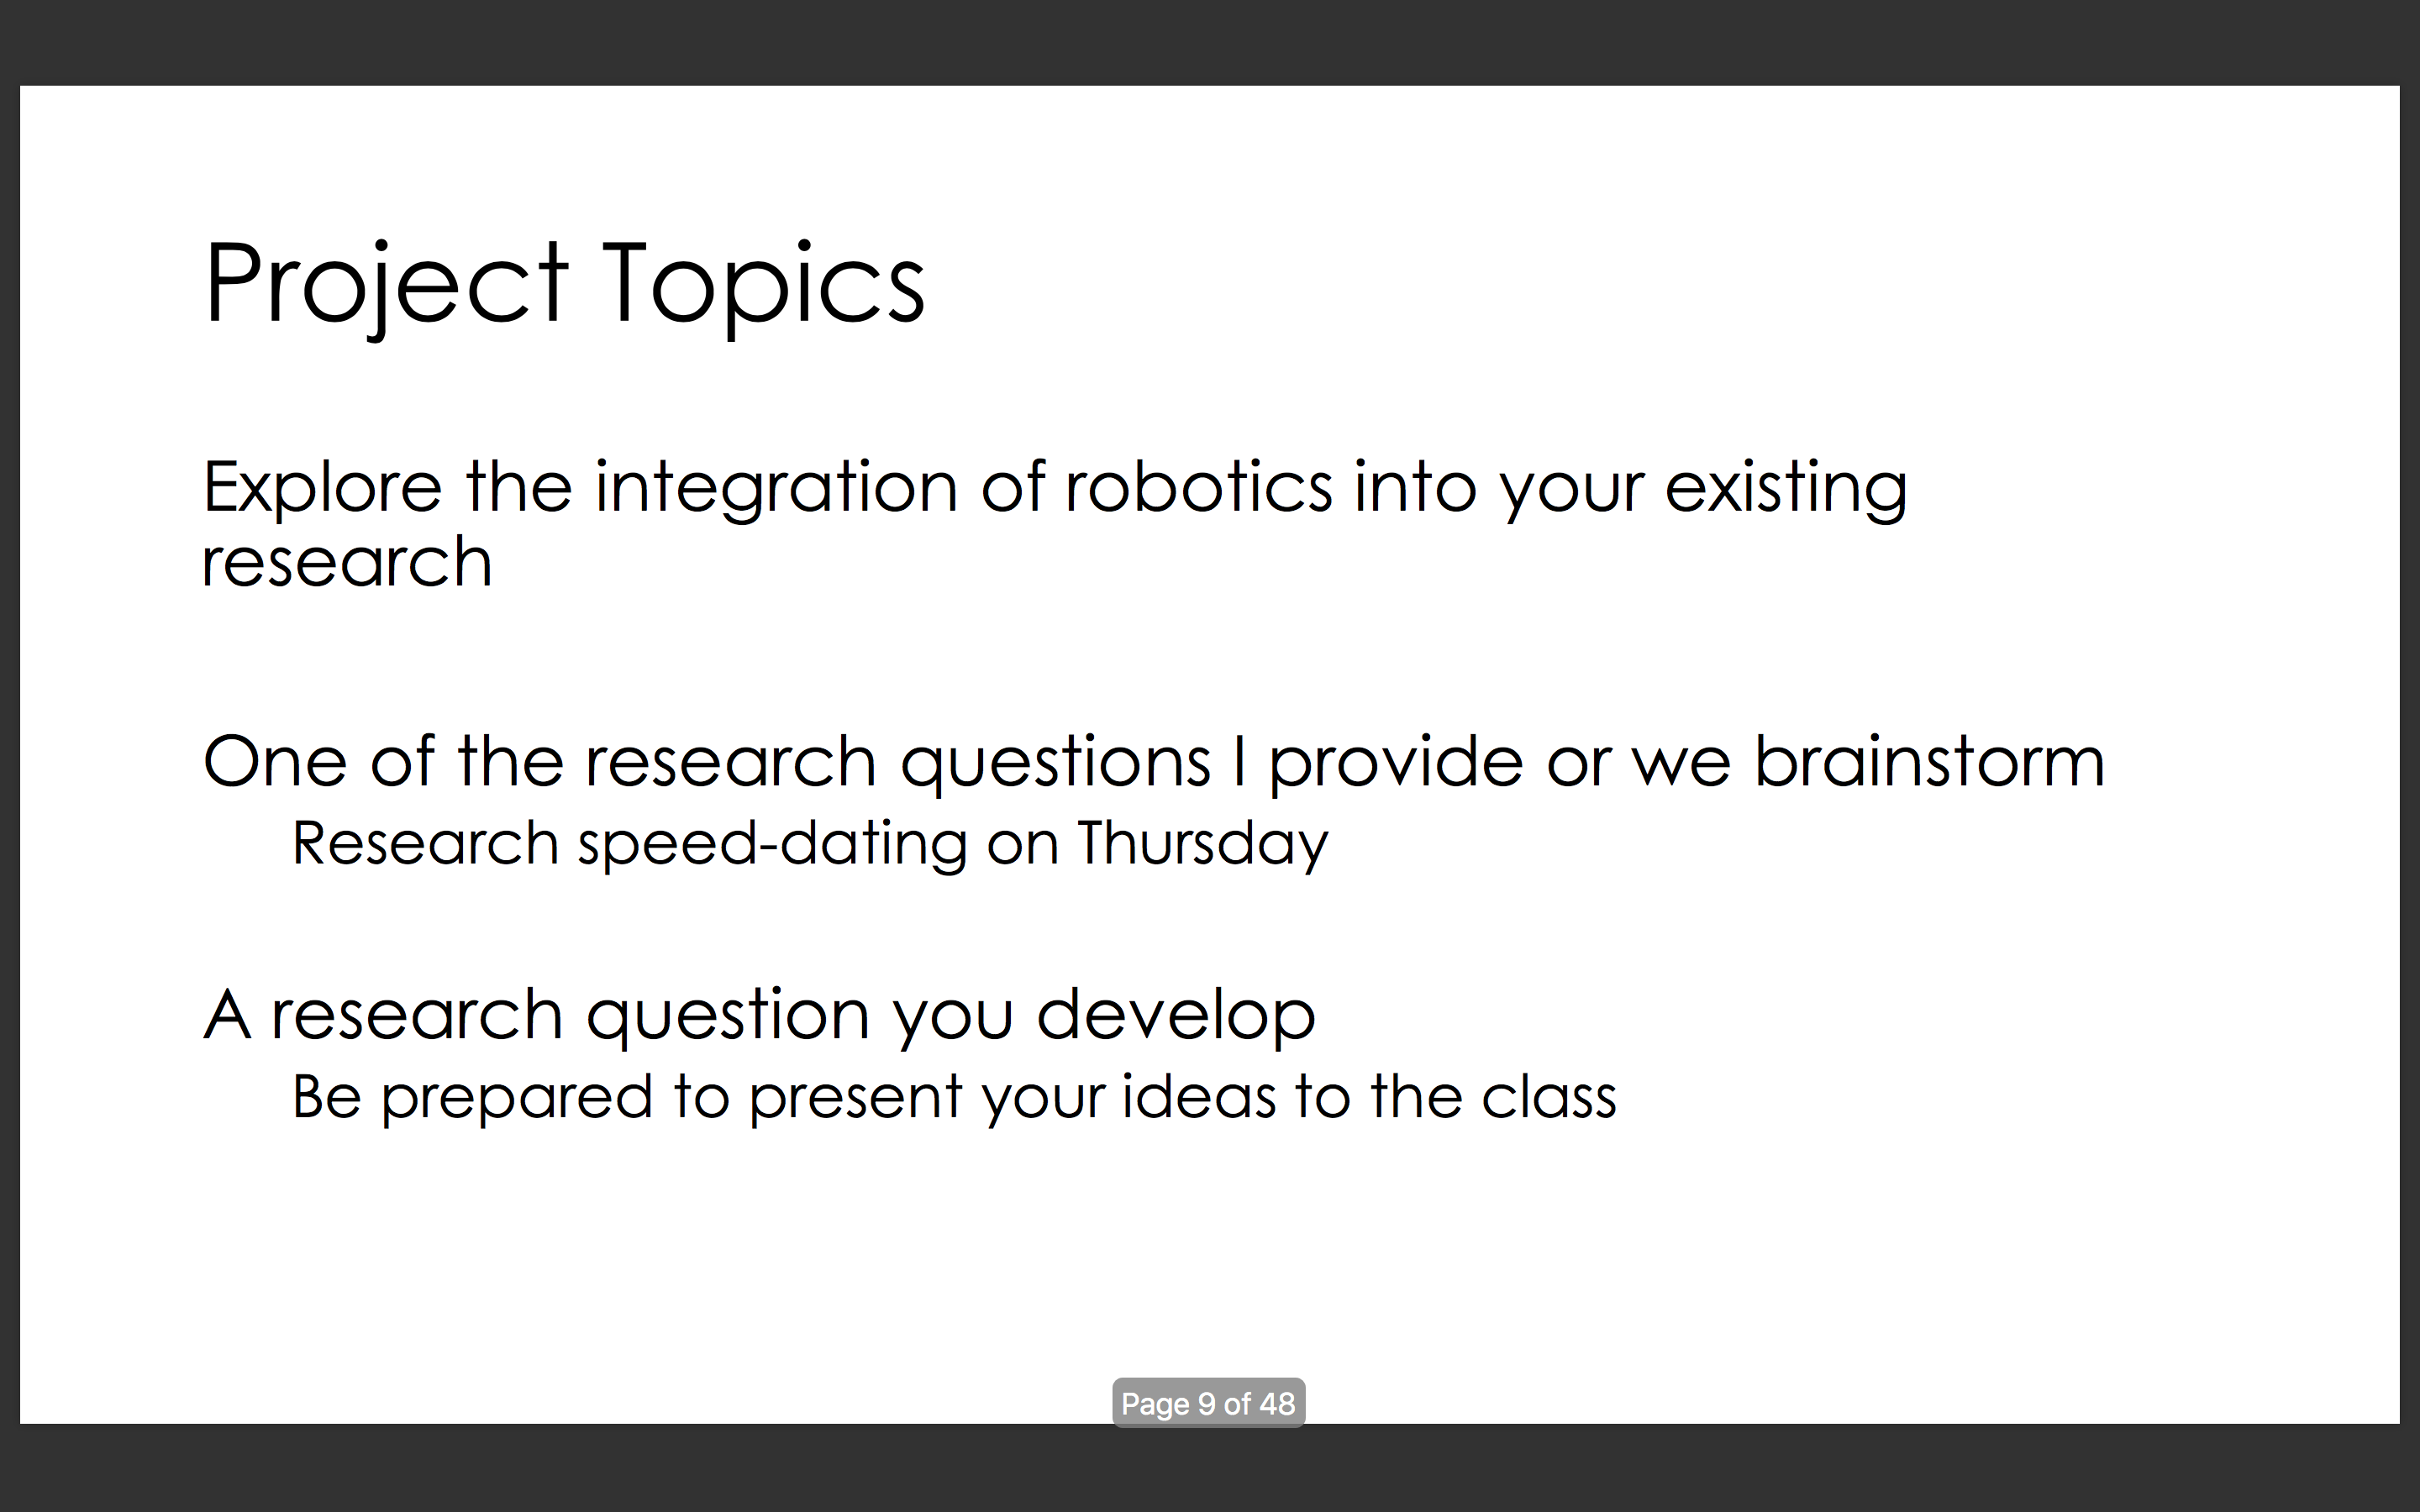 Project Topics
Explore the integration of robotics into your existing
research
One of the research questions I provide or we brainstorm
Research speed-dating on Thursday
A research question you develop
Be prepared to present your ideas to the class
Page 9 of 48